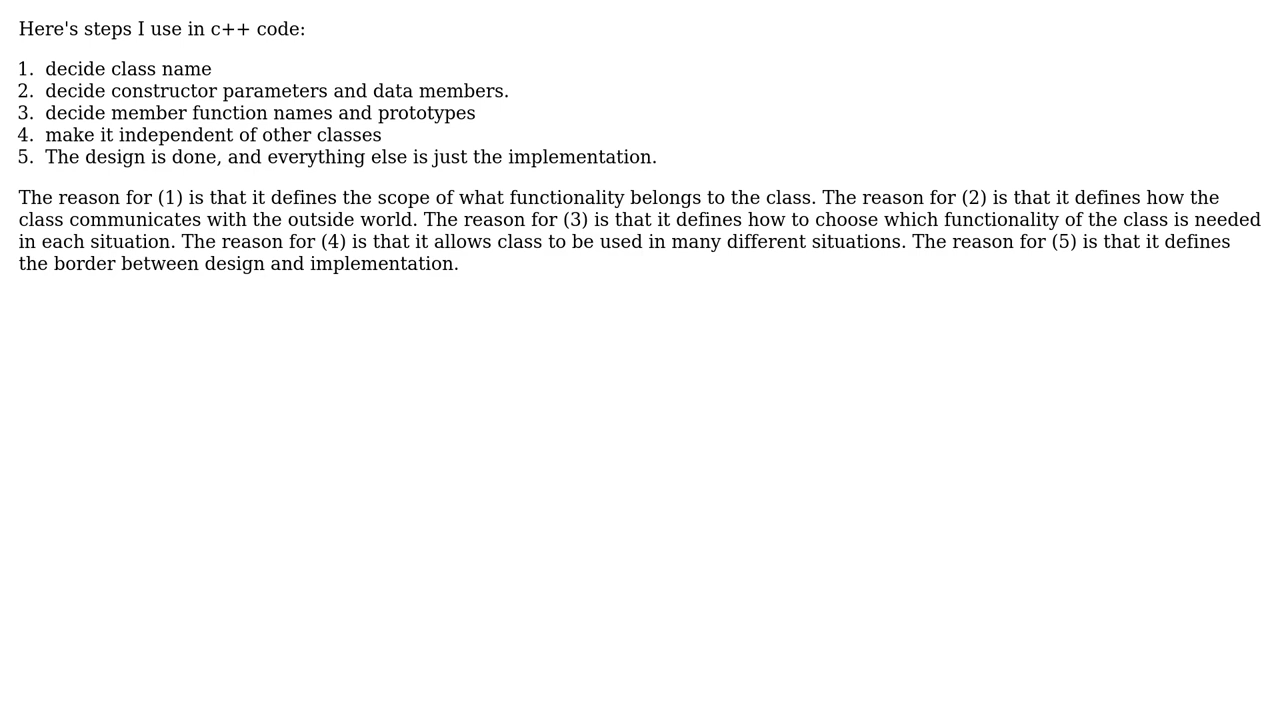 Here's steps I use in c++ code:
1. decide class name
2. decide constructor parameters and data members.
3. decide member function names and prototypes
4. make it independent of other classes
5. The design is done, and everything else is just the implementation.
The reason for (1) is that it defines the scope of what functionality belongs to the class. The reason for (2) is that it defines how the
class communicates with the outside world. The reason for (3) is that it defines how to choose which functionality of the class is needed
in each situation. The reason for (4) is that it allows class to be used in many different situations. The reason for (5) is that it defines
the border between design and implementation.